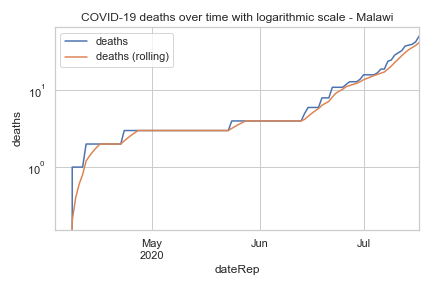 COVID-19 deaths over time with logarithmic scale - Malawi
deaths
deaths (rolling)
10¹
10⁰
deaths
May
2020
Jun
Jul
dateRep